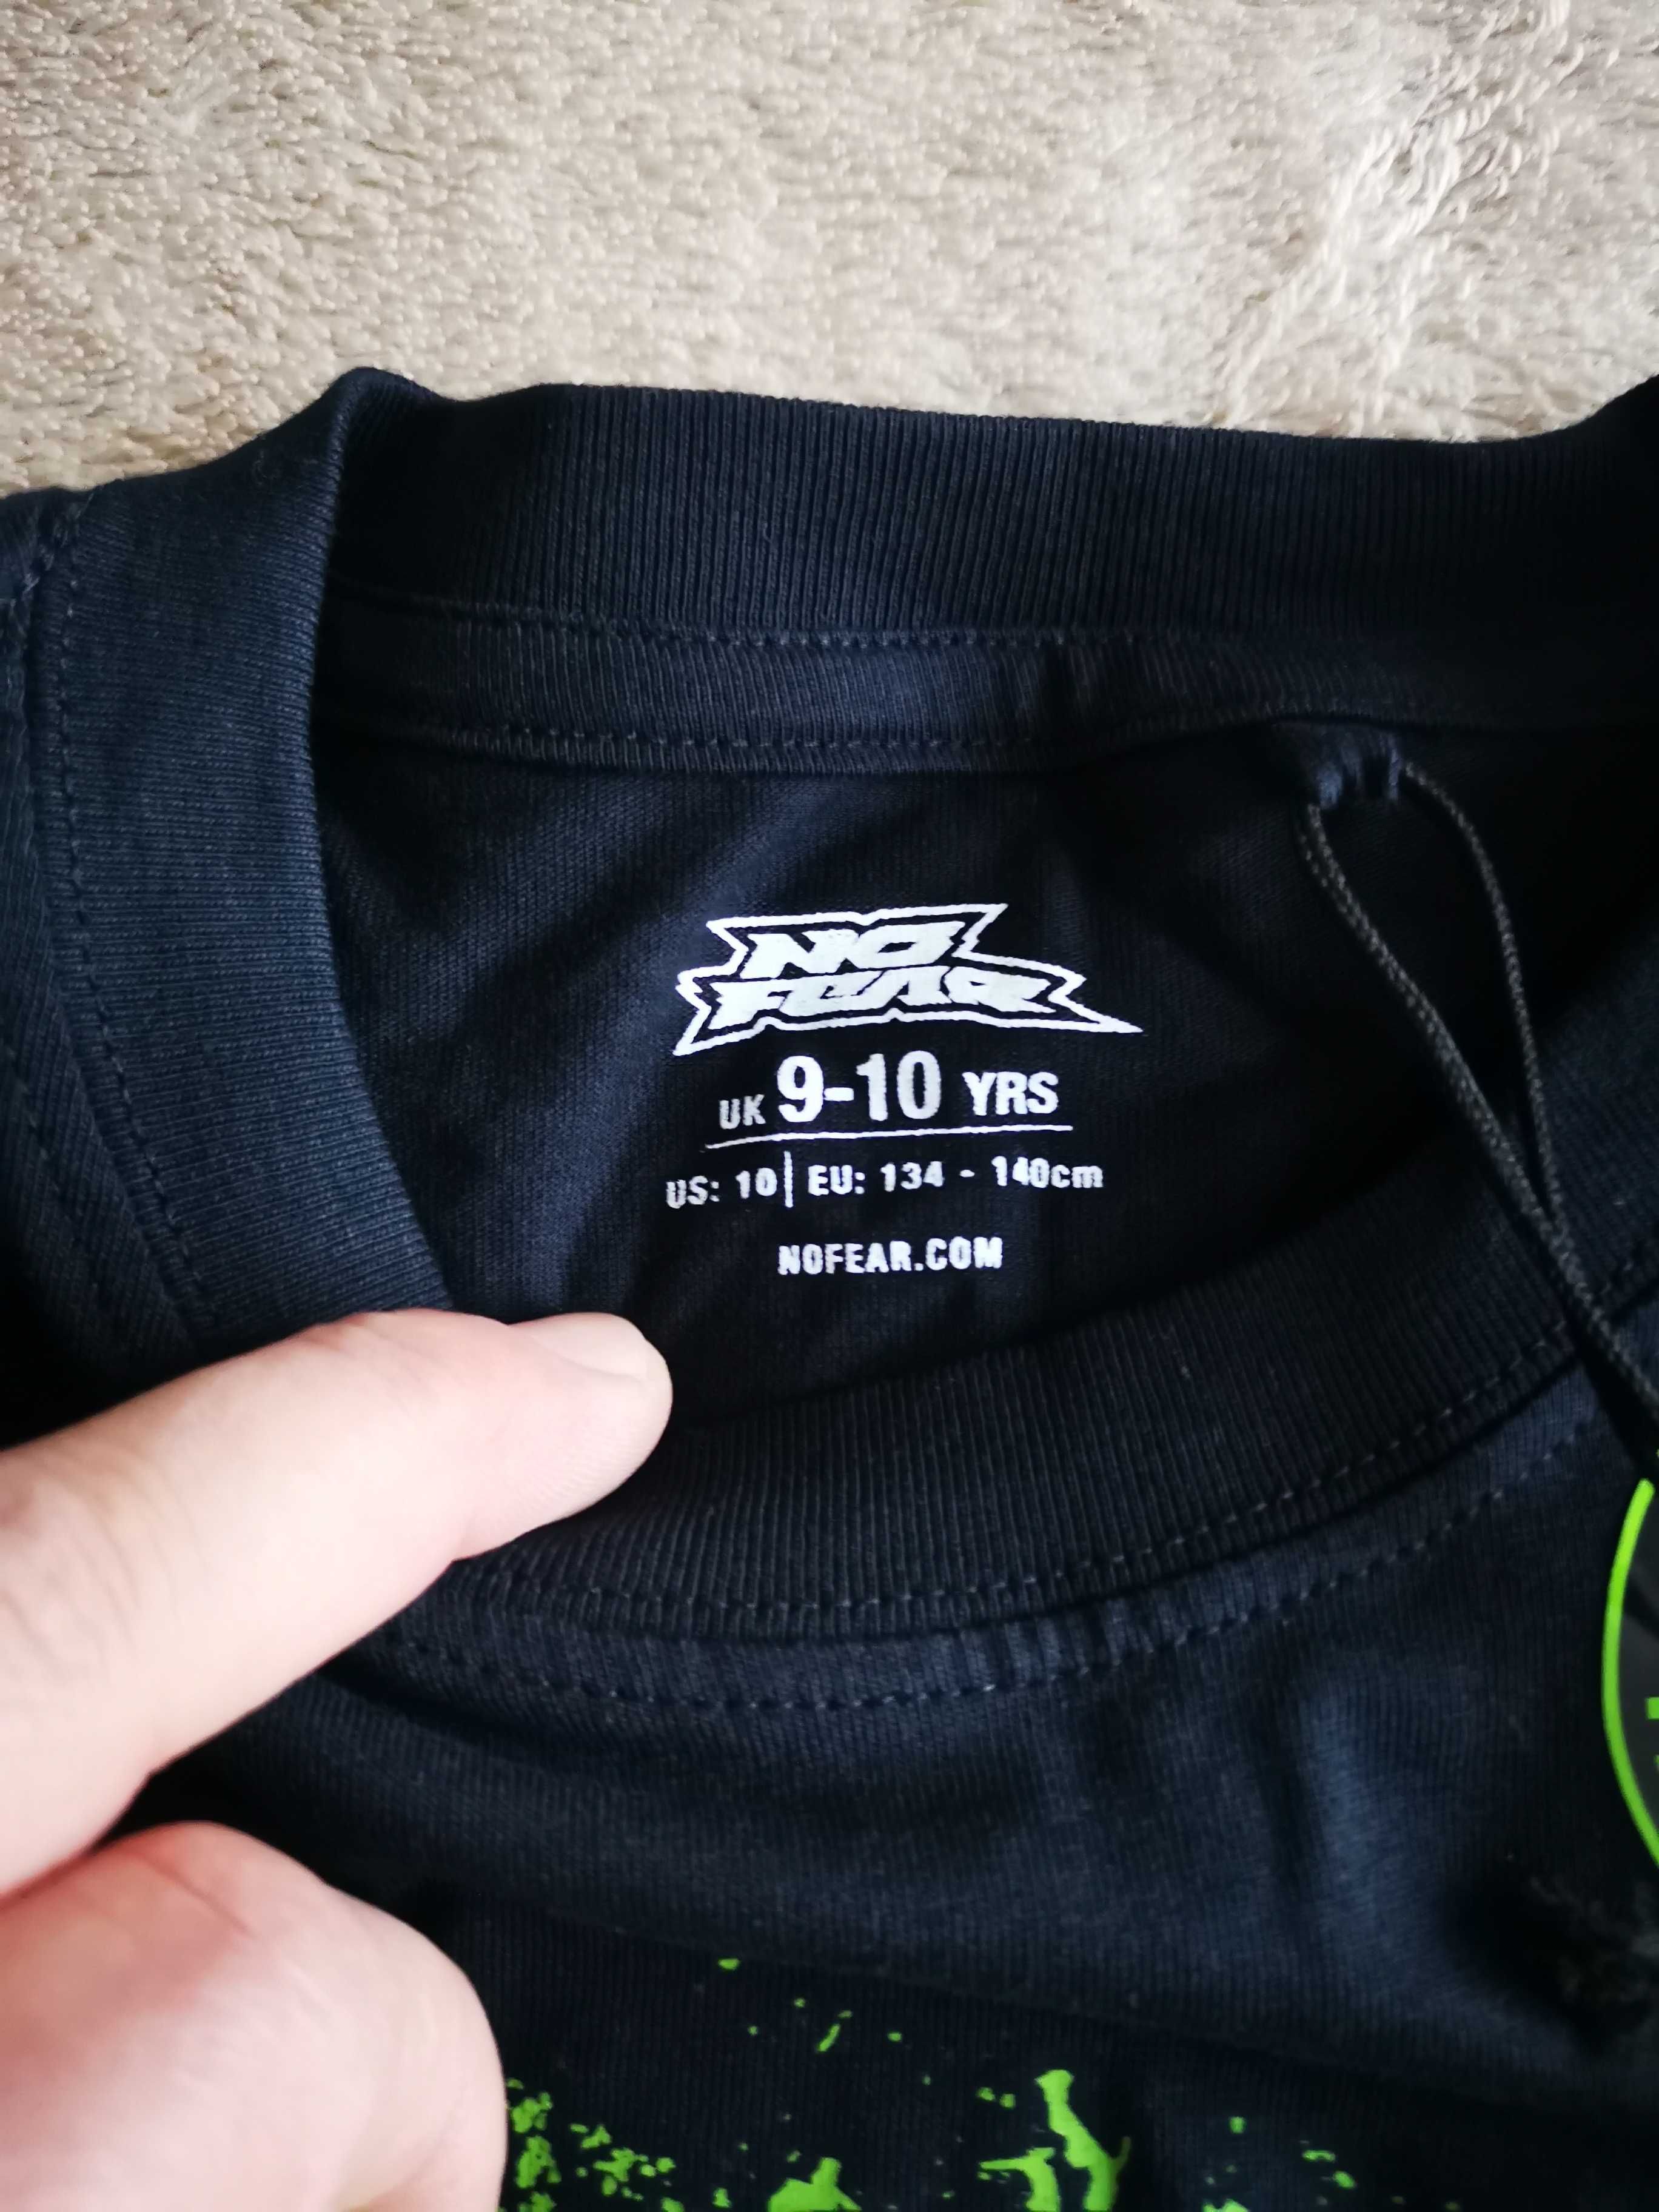 NO
FEAR
UK 9-10 YRS
US: 10 | EU: 134 - 140cm
NOFEAR.COM